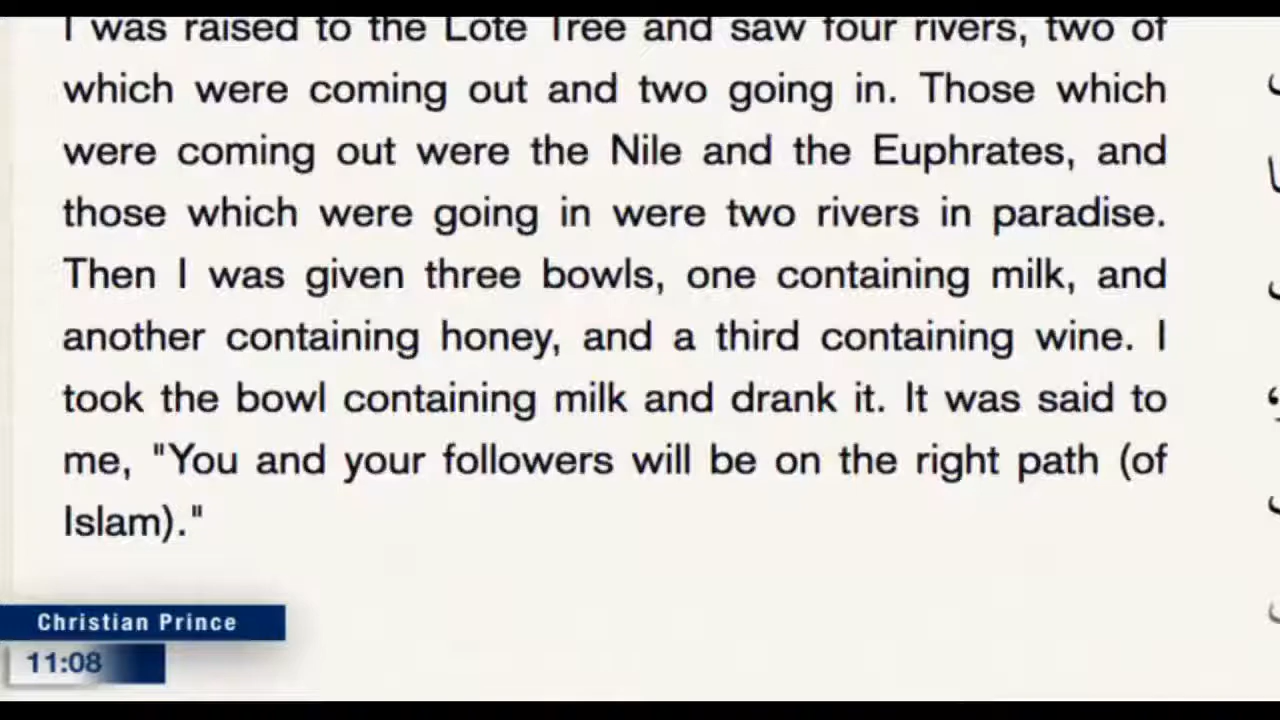 I was raised to the Lote Tree and saw four rivers, two of
which were coming out and two going in. Those which
were coming out were the Nile and the Euphrates, and
those which were going in were two rivers in paradise.
Then I was given three bowls, one containing milk, and
another containing honey, and a third containing wine. I
took the bowl containing milk and drank it. It was said to
me, "You and your followers will be on the right path (of
Islam)."
Christian Prince
11:08